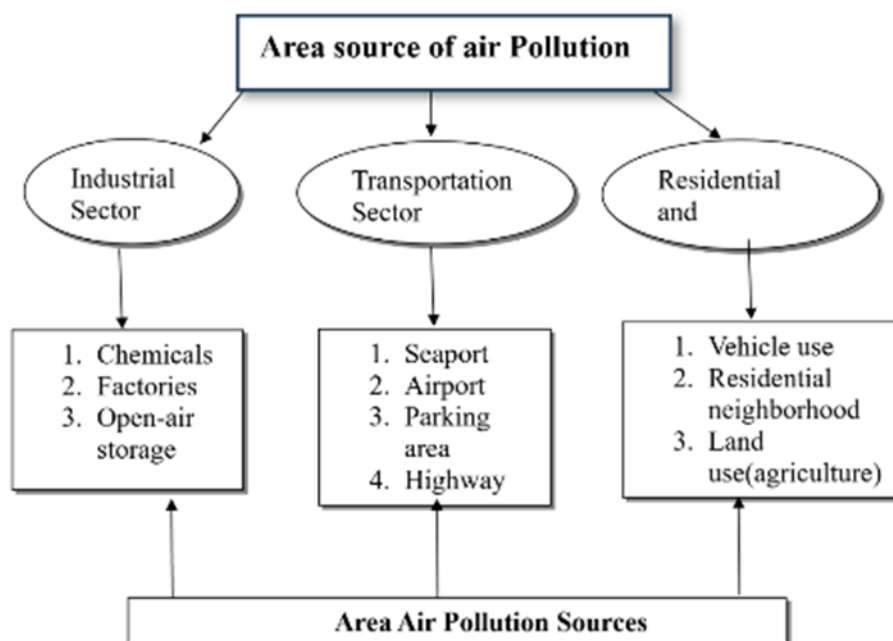 Area source of air Pollution
Industrial
Sector
Transportation
Sector
Residential
and
1. Chemicals
2. Factories
3. Open-air
storage
1. Seaport
2. Airport
3. Parking
area
4. Highway
1. Vehicle use
2. Residential
neighborhood
3. Land
use(agriculture)
Area Air Pollution Sources